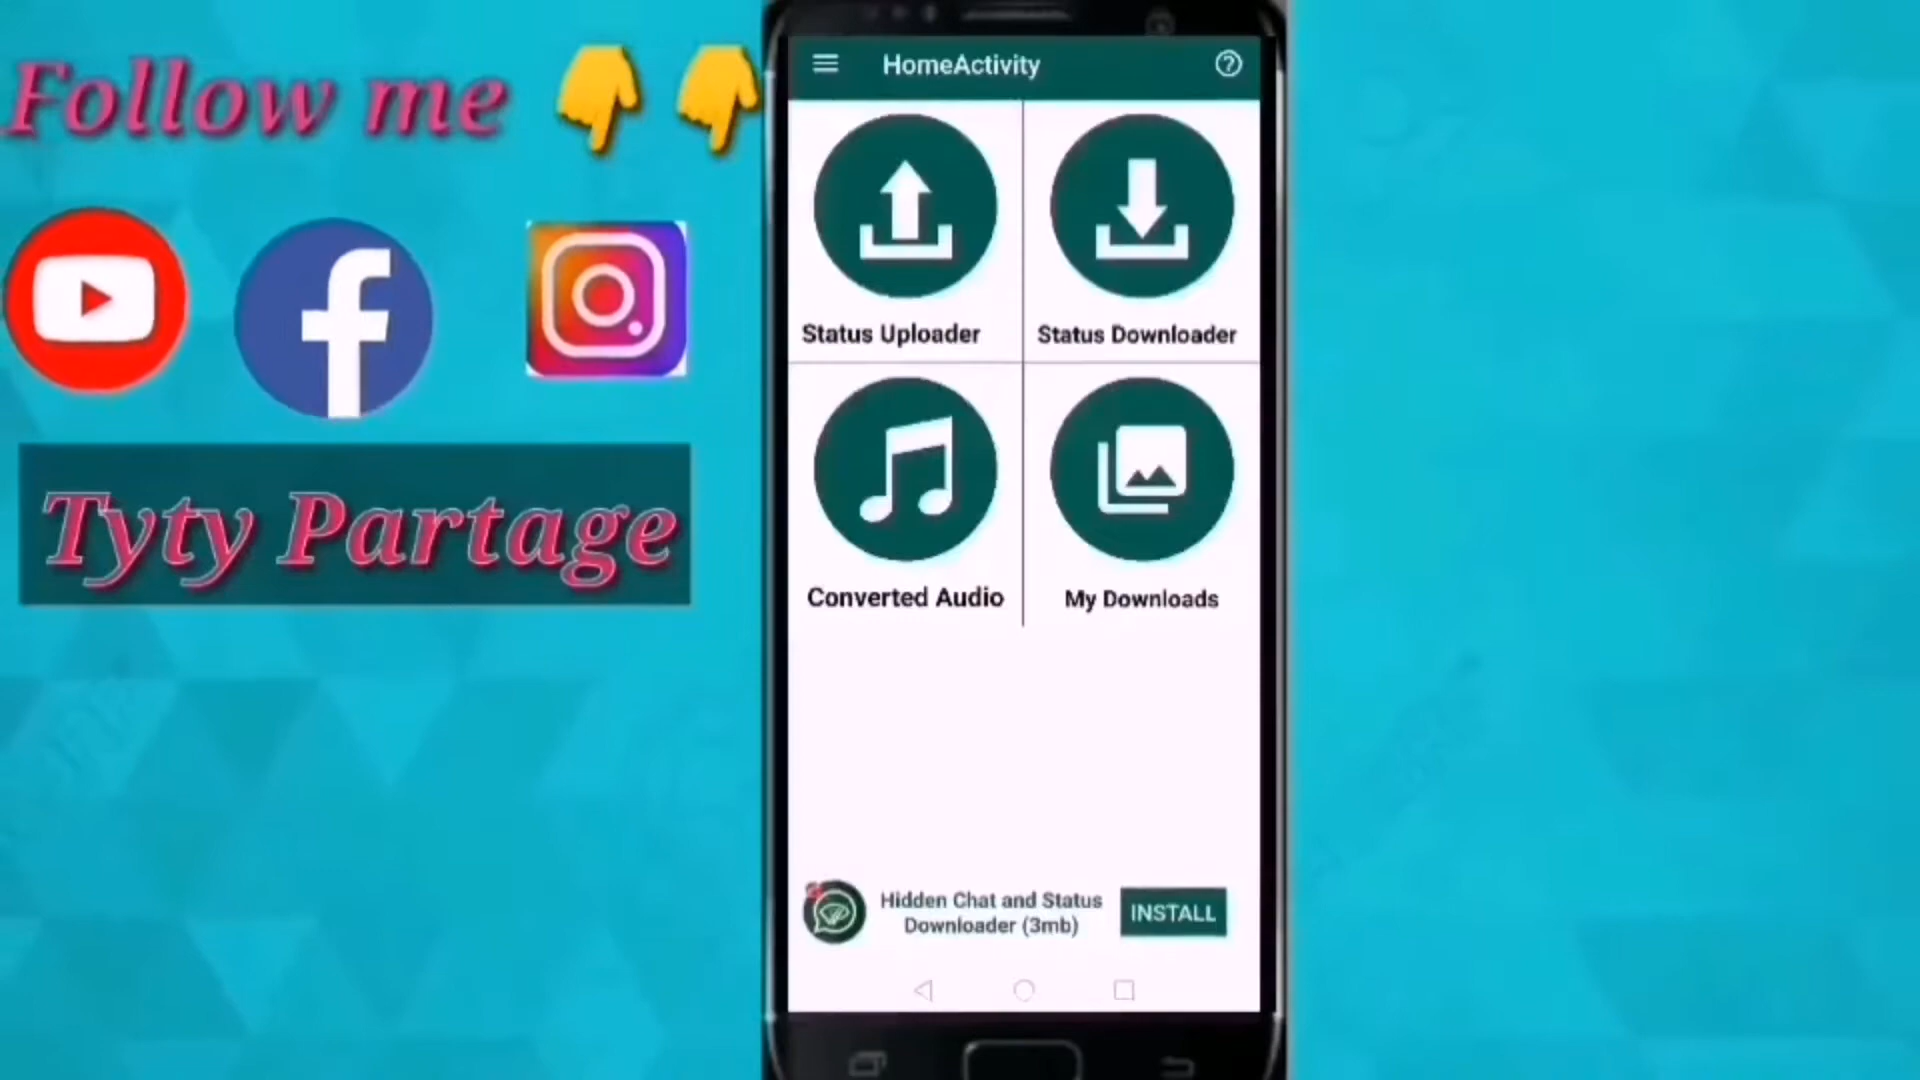 Follow me
Tyty Partage
HomeActivity
Status Uploader
Status Downloader
Converted Audio
My Downloads
Hidden Chat and Status
Downloader (3mb)
INSTALL